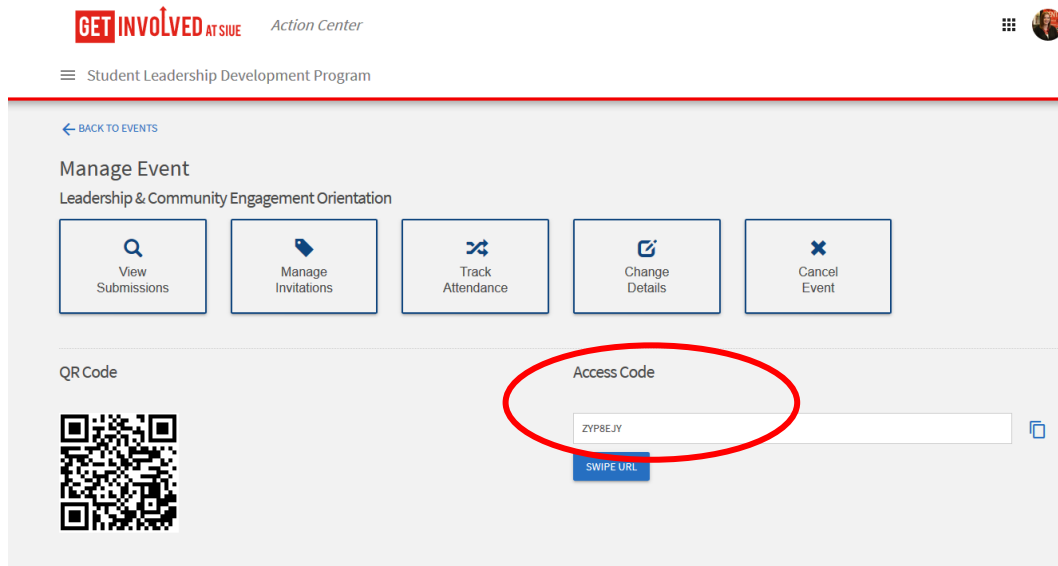 GET INVOLVED AT SIUE Action Center
Student Leadership Development Program
BACK TO EVENTS
Manage Event
Leadership & Community Engagement Orientation
View
Submissions
Manage
Invitations
Track
Attendance
Change
Details
Cancel
Event
QR Code
Access Code
ZYP8EJY
SWIPE URL